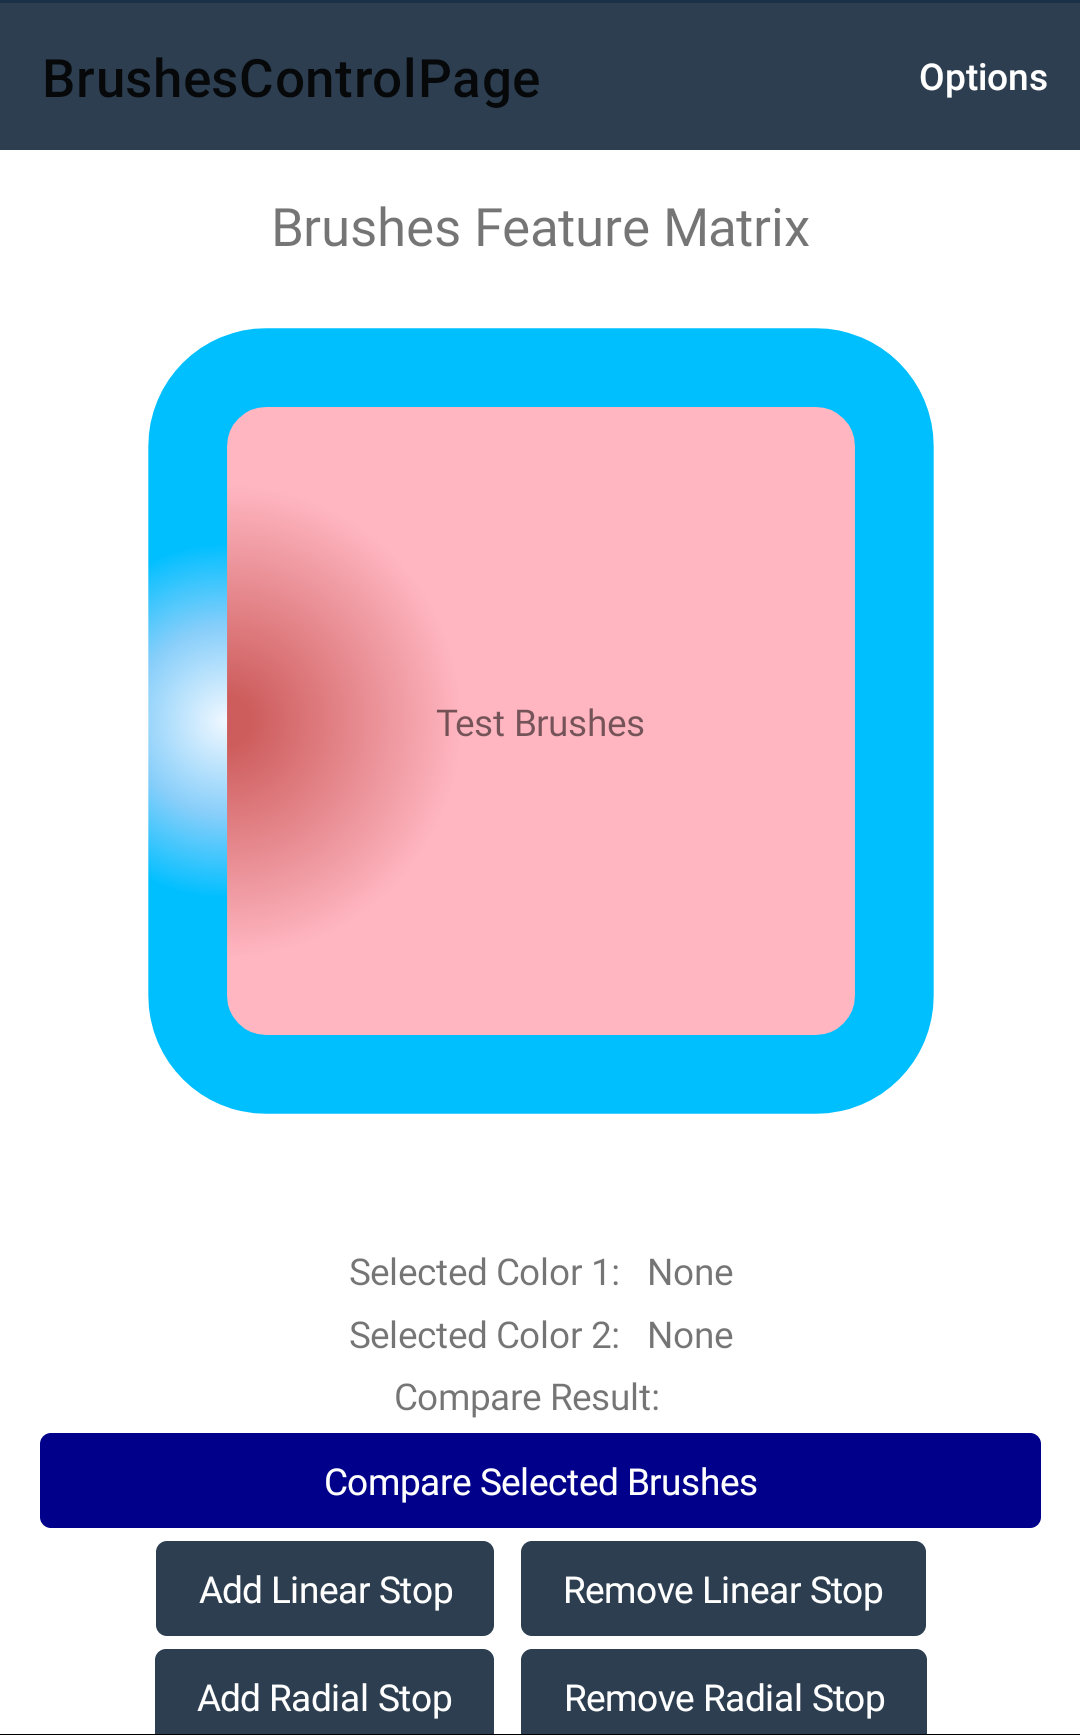 BrushesControlPage Options
Brushes Feature Matrix
Test Brushes
Selected Color 1: None
Selected Color 2: None
Compare Result:
Compare Selected Brushes
Add Linear Stop Remove Linear Stop
Add Radial Stop Remove Radial Stop